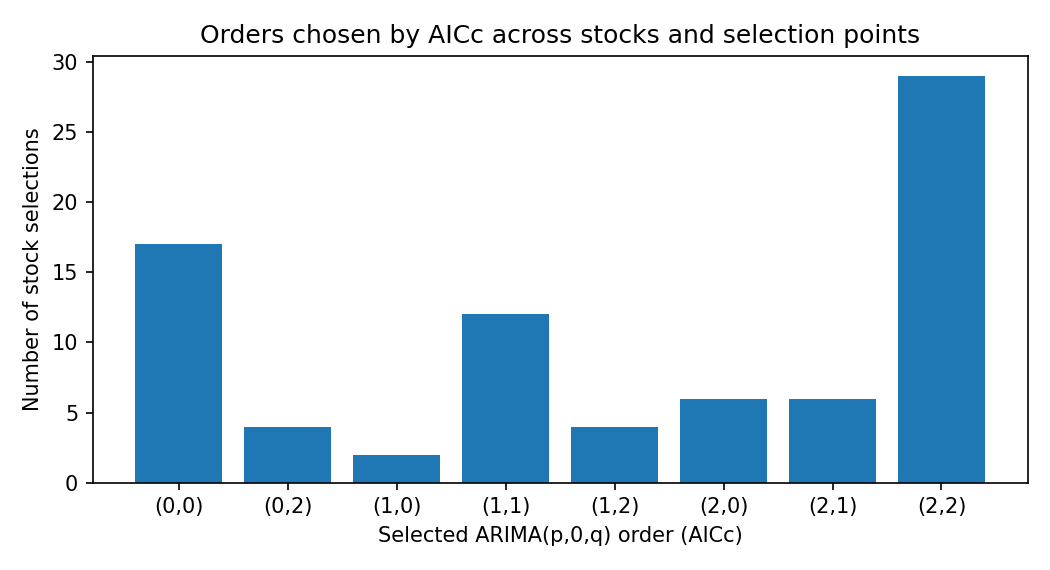 Orders chosen by AICc across stocks and selection points
Number of stock selections
30
25
20
15
10
5
0
(0,0) (0,2) (1,0) (1,1) (1,2) (2,0) (2,1) (2,2)
Selected ARIMA(p,0,q) order (AICc)